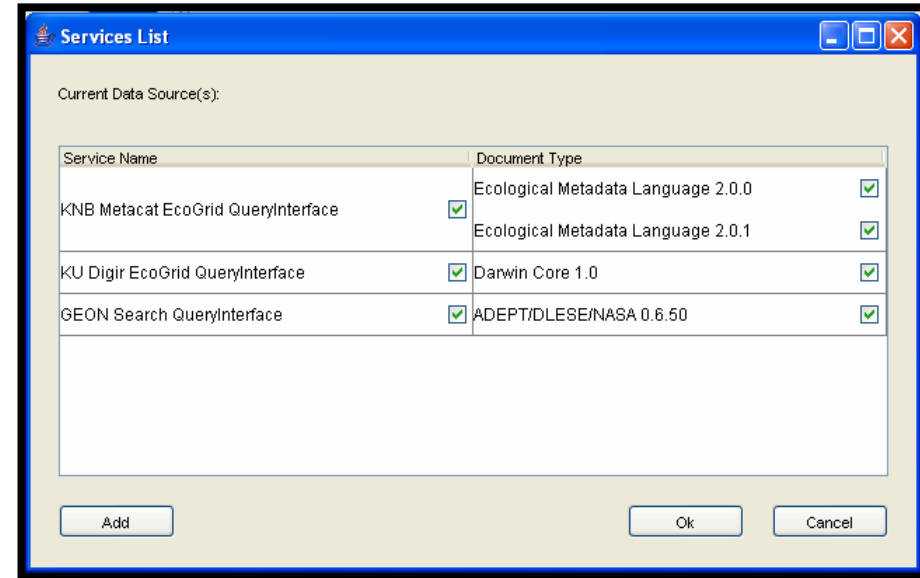 Services List
Current Data Source(s):
Service Name Document Type
KNB Metacat EcoGrid QueryInterface
Ecological Metadata Language 2.0.0
Ecological Metadata Language 2.0.1
KU Digir EcoGrid QueryInterface Darwin Core 1.0
GEON Search QueryInterface ADEPT/DLESE/NASA 0.6.50
Add Ok Cancel